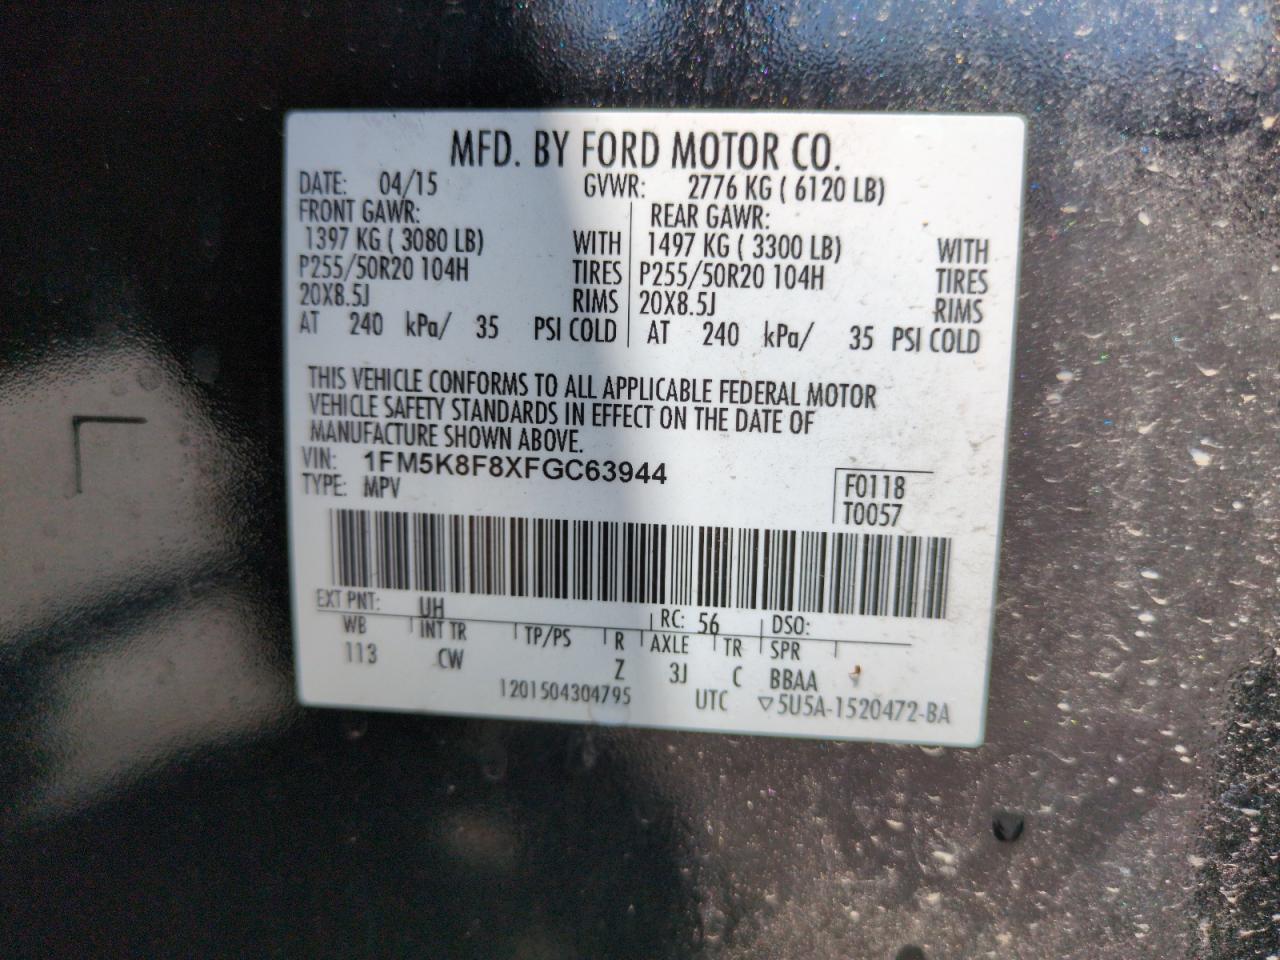 MFD. BY FORD MOTOR CO.
DATE: 04/15 GVWR: 2776 KG ( 6120 LB)
FRONT GAWR: REAR GAWR:
1397 KG ( 3080 LB) WITH 1497 KG ( 3300 LB) WITH
P255/50R20 104H TIRES P255/50R20 104H TIRES
20X8.5J RIMS 20X8.5J RIMS
AT 240 kPa/ 35 PSI COLD AT 240 kPa/ 35 PSI COLD
THIS VEHICLE CONFORMS TO ALL APPLICABLE FEDERAL MOTOR
VEHICLE SAFETY STANDARDS IN EFFECT ON THE DATE OF
MANUFACTURE SHOWN ABOVE.
VIN: 1FM5K8F8XFGC63944
TYPE: MPV
F0118
T0057
EXT PNT: UH RC: 56 DSO:
WB INT TR TP/PS R AXLE TR SPR
113 CW Z 3J C BBAA
1201504304795 UTC ▽5U5A-1520472-BA